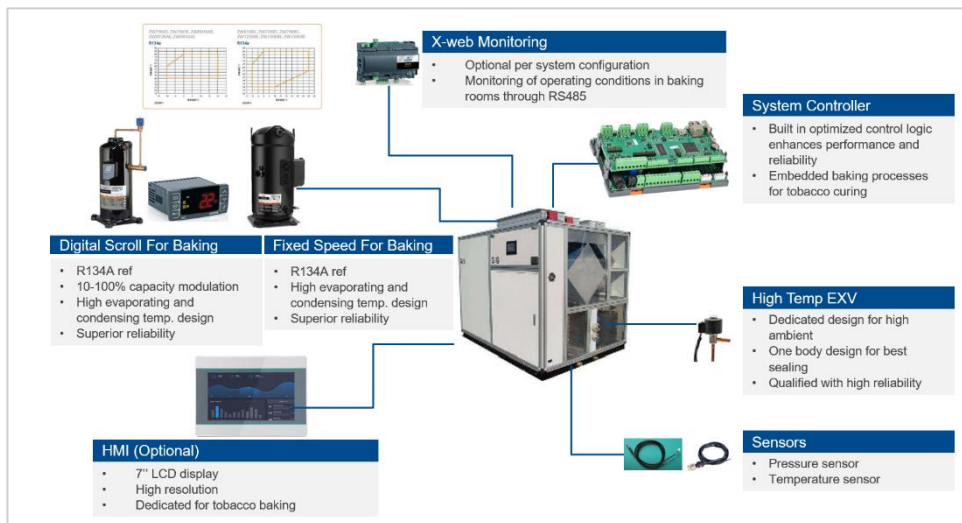 R134a
R134a
X-web Monitoring
• Optional per system configuration
• Monitoring of operating conditions in baking
rooms through RS485
System Controller
• Built in optimized control logic
enhances performance and
reliability
• Embedded baking processes
for tobacco curing
Digital Scroll For Baking
• R134A ref
• 10-100% capacity modulation
• High evaporating and
condensing temp. design
• Superior reliability
Fixed Speed For Baking
• R134A ref
• High evaporating and
condensing temp. design
• Superior reliability
High Temp EXV
• Dedicated design for high
ambient
• One body design for best
sealing
• Qualified with high reliability
HMI (Optional)
• 7'' LCD display
• High resolution
• Dedicated for tobacco baking
Sensors
• Pressure sensor
• Temperature sensor